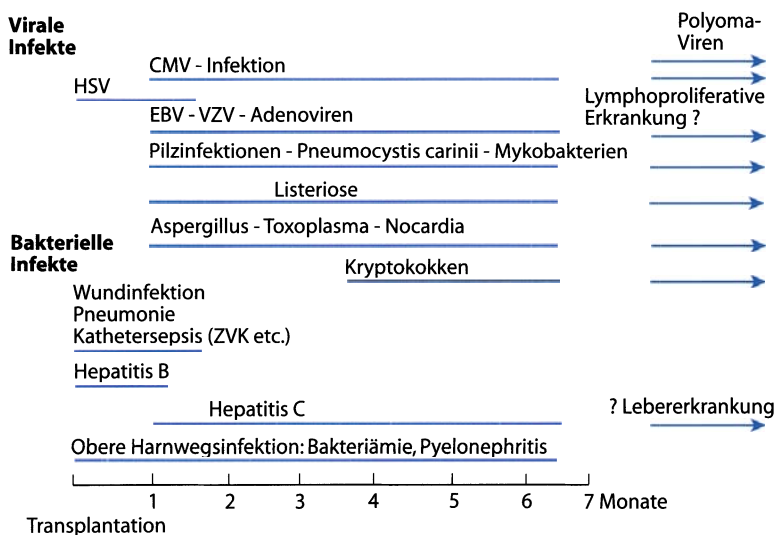 Virale
Infekte
Polyoma-
Viren
CMV - Infektion
HSV
Lymphoproliferative
Erkrankung ?
EBV - VZV - Adenoviren
Pilzinfektionen - Pneumocystis carinii - Mykobakterien
Listeriose
Aspergillus - Toxoplasma - Nocardia
Bakterielle
Infekte
Kryptokokken
Wundinfektion
Pneumonie
Kathetersepsis (ZVK etc.)
Hepatitis B
Hepatitis C
? Lebererkrankung
Obere Harnwegsinfektion: Bakteriämie, Pyelonephritis
1 2 3 4 5 6 7 Monate
Transplantation